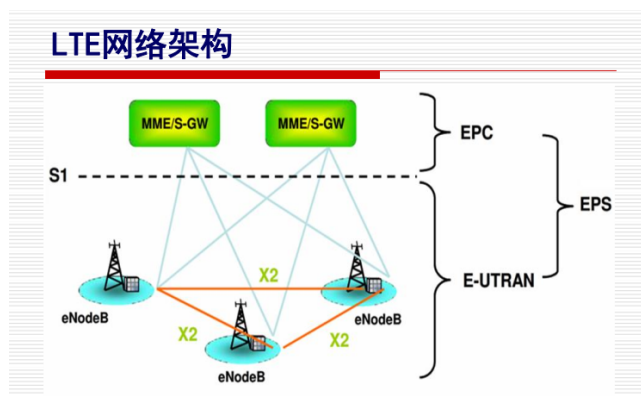 LTE网络架构
MME/S-GW
MME/S-GW
EPC
S1
EPS
X2
E-UTRAN
eNodeB
eNodeB
X2
X2
eNodeB